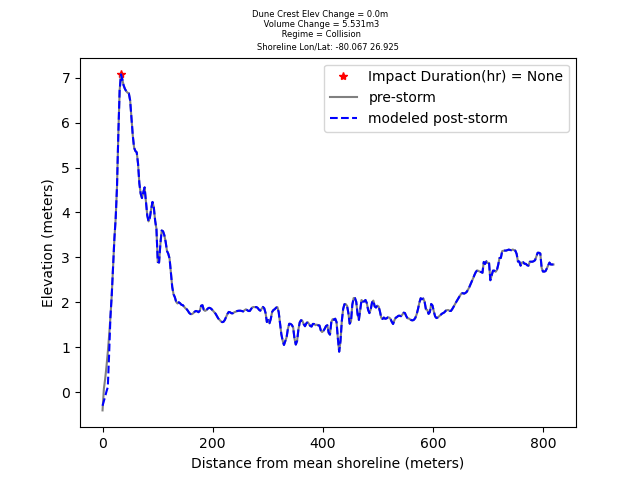 Dune Crest Elev Change = 0.0m
Volume Change = 5.531m3
Regime = Collision
Shoreline Lon/Lat: -80.067 26.925
Impact Duration(hr) = None
pre-storm
modeled post-storm
Elevation (meters)
7
6
5
4
3
2
1
0
0 200 400 600 800
Distance from mean shoreline (meters)